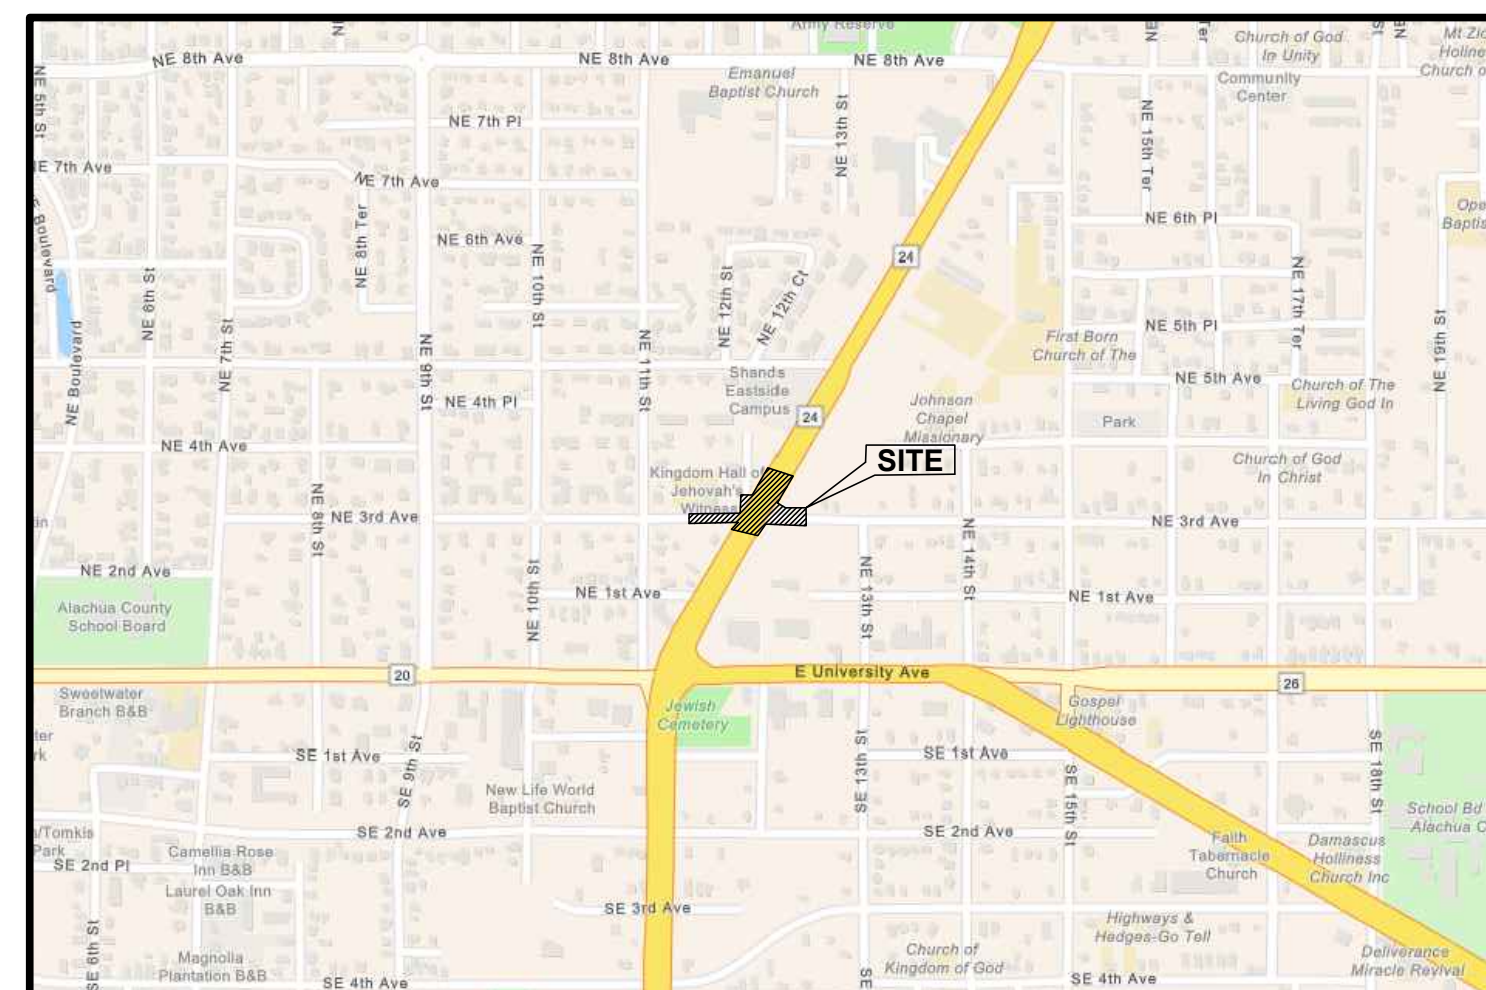 Army Reserve
NE 8th Ave
NE 8th Ave
NE 8th Ave
Church of God
In Unity
Mt Zio
Holine
Church o
Community
Center
Emanuel
Baptist Church
NE 5th St
NE 7th Pl
NE 13th St
NE 15th Ter
NE 7th Ave
NE 7th Ave
NE 6th Pl
Ope
Baptis
NE 8th Ter
NE 6th Ave
NE 10th St
24
NE 6th St
NE 12th St
NE 12th Ct
NE 17th Ter
NE Boulevard
NE 7th St
NE 9th St
NE 11th St
NE 5th Pl
First Born
Church of The
NE 19th St
Shands
Eastside
Campus
NE 5th Ave
Church of The
Living God In
NE 4th Pl
24
Johnson
Chapel
Missionary
Park
NE 4th Ave
SITE
Kingdom Hall of
Jehovah's
Witness
Church of God
In Christ
NE 8th St
NE 3rd Ave
NE 3rd Ave
NE 14th St
NE 2nd Ave
NE 10th St
NE 1st Ave
NE 13th St
NE 1st Ave
Alachua County
School Board
20
E University Ave
26
Sweetwater
Branch B&B
Jewish
Cemetery
Gospel
Lighthouse
SE 1st Ave
SE 9th St
SE 13th St
SE 1st Ave
SE 15th St
SE 18th St
New Life World
Baptist Church
School Bd
Alachua C
/Tomkis
Park
SE 2nd Ave
SE 2nd Ave
SE 2nd Pl
Camellia Rose
Inn B&B
Faith
Tabernacle
Church
Damascus
Holliness
Church Inc
Laurel Oak Inn
B&B
SE 3rd Ave
SE 6th St
Highways &
Hedges-Go Tell
Magnolia
Plantation B&B
Church of
Kingdom of God
Deliverance
Miracle Revival
SE 4th Ave
SE
SE 4th Ave